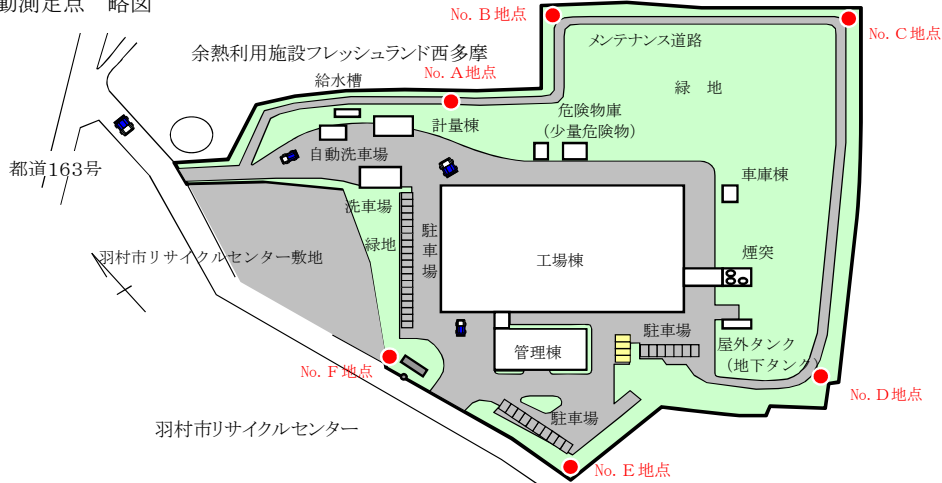 動測定点　略図
No. B 地点
No. C 地点
メンテナンス道路
余熱利用施設フレッシュランド西多摩
No. A 地点
給水槽
緑　地
危険物庫
(少量危険物)
計量棟
自動洗車場
都道163号
車庫棟
洗車場
駐車場
緑地
煙突
羽村市リサイクルセンター敷地
工場棟
駐車場
屋外タンク
(地下タンク)
管理棟
No. F 地点
No. D 地点
駐車場
羽村市リサイクルセンター
No. E 地点